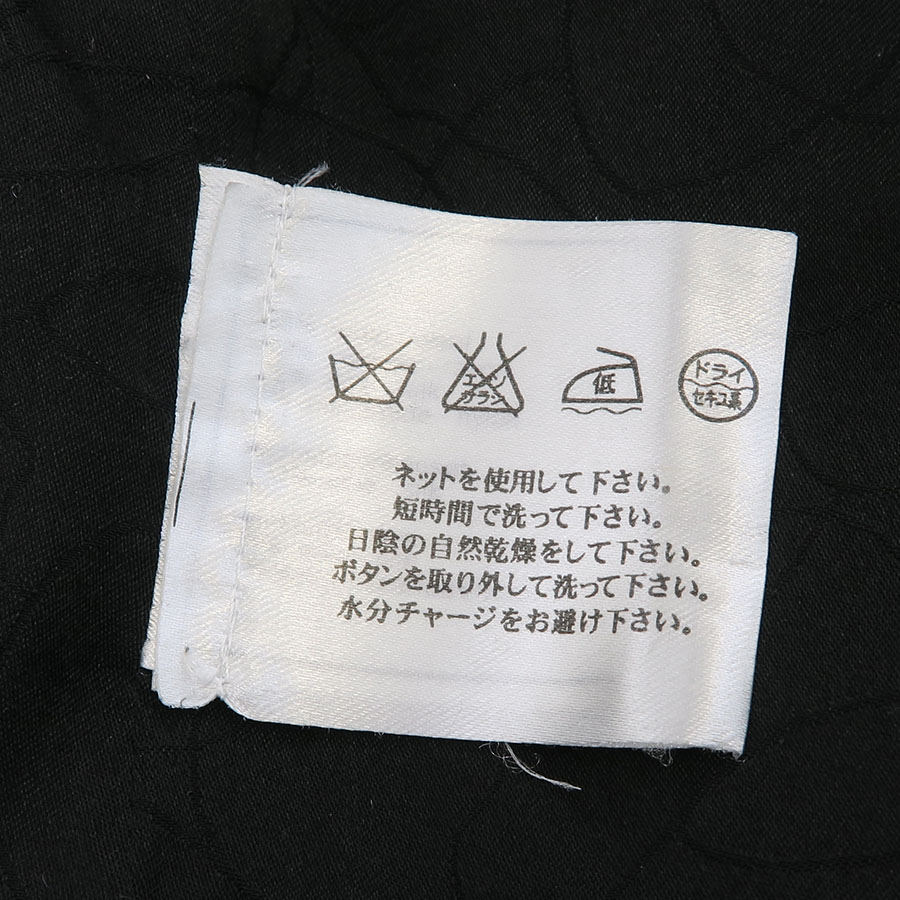 エンソ
サラシ
低
ドライ
セキユ系
ネットを使用して下さい。
短時間で洗って下さい。
日陰の自然乾燥をして下さい。
ボタンを取り外して洗って下さい。
水分チャージをお避け下さい。